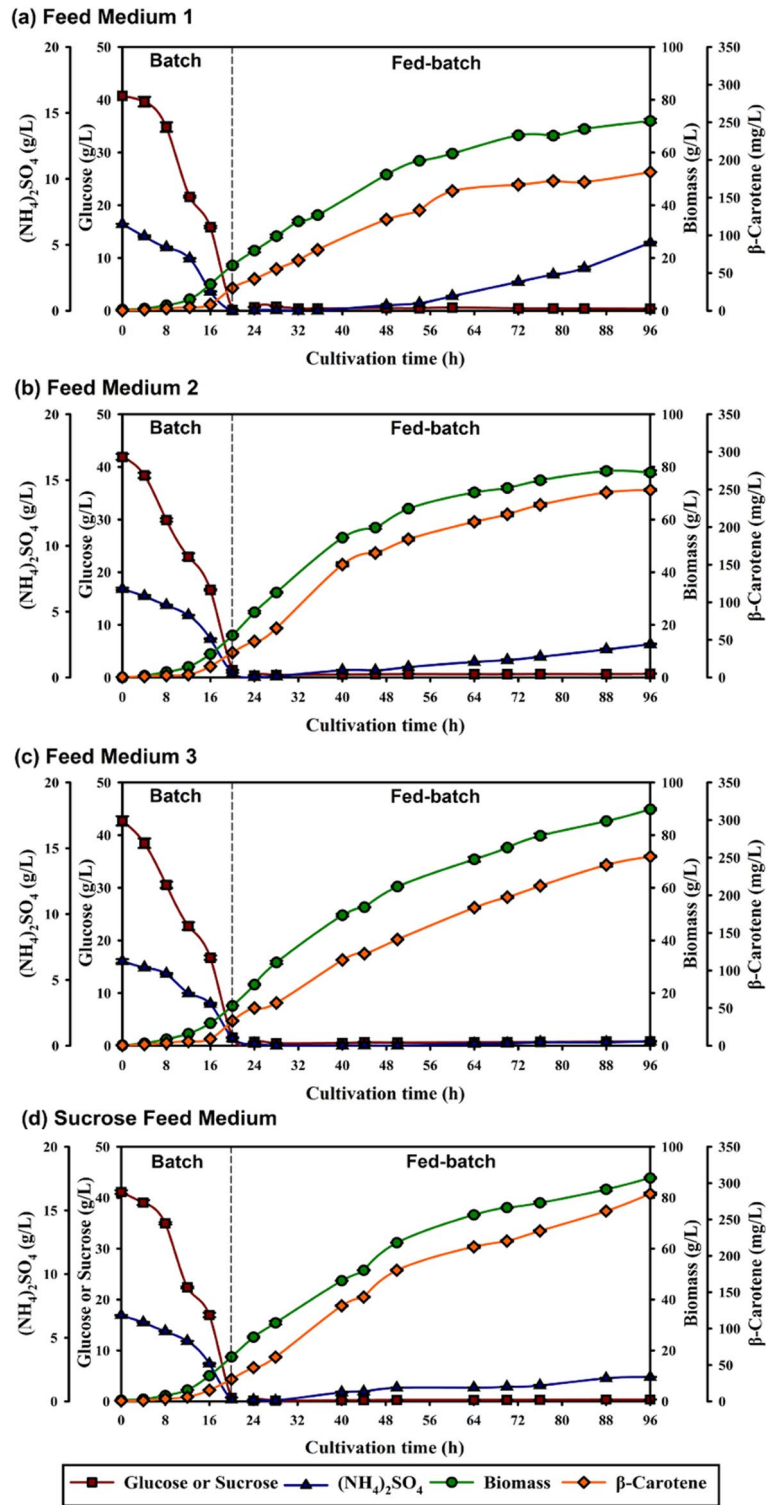 (a) Feed Medium 1
Batch
Fed-batch
20
15
10
5
0
(NH4)2SO4 (g/L)
50
40
30
20
10
0
Glucose (g/L)
100
80
60
40
20
0
Biomass (g/L)
350
300
250
200
150
100
50
0
β-Carotene (mg/L)
0 8 16 24 32 40 48 56 64 72 80 88 96
Cultivation time (h)
(b) Feed Medium 2
Batch
Fed-batch
20
15
10
5
0
(NH4)2SO4 (g/L)
50
40
30
20
10
0
Glucose (g/L)
100
80
60
40
20
0
Biomass (g/L)
350
300
250
200
150
100
50
0
β-Carotene (mg/L)
0 8 16 24 32 40 48 56 64 72 80 88 96
Cultivation time (h)
(c) Feed Medium 3
Batch
Fed-batch
20
15
10
5
0
(NH4)2SO4 (g/L)
50
40
30
20
10
0
Glucose (g/L)
100
80
60
40
20
0
Biomass (g/L)
350
300
250
200
150
100
50
0
β-Carotene (mg/L)
0 8 16 24 32 40 48 56 64 72 80 88 96
Cultivation time (h)
(d) Sucrose Feed Medium
Batch
Fed-batch
20
15
10
5
0
(NH4)2SO4 (g/L)
50
40
30
20
10
0
Glucose or Sucrose (g/L)
100
80
60
40
20
0
Biomass (g/L)
350
300
250
200
150
100
50
0
β-Carotene (mg/L)
0 8 16 24 32 40 48 56 64 72 80 88 96
Cultivation time (h)
Glucose or Sucrose (NH4)2SO4 Biomass β-Carotene